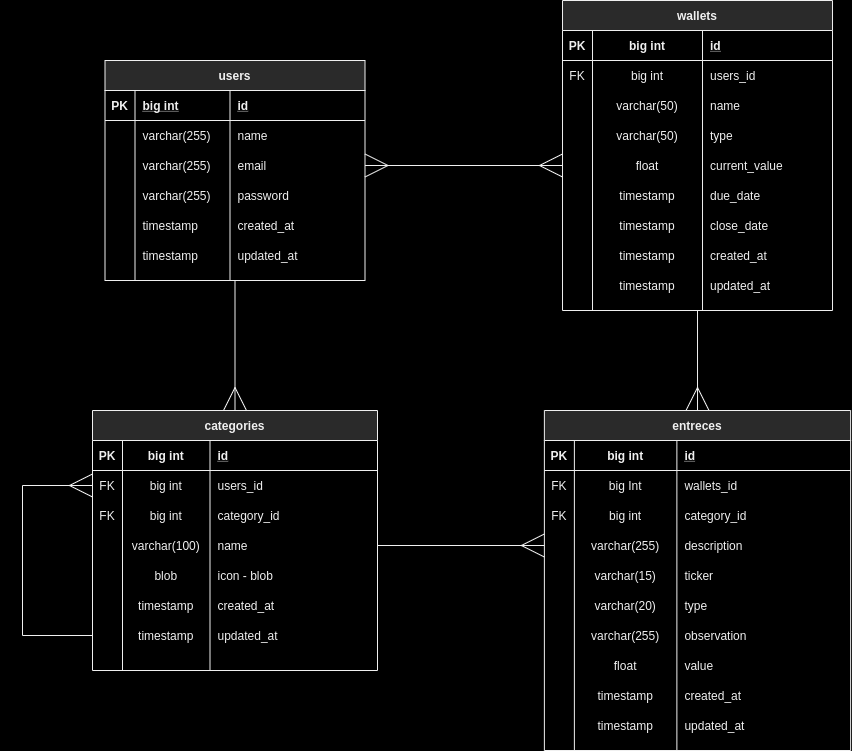 wallets
PK big int id
FK big int users_id
varchar(50) name
varchar(50) type
float current_value
timestamp due_date
timestamp close_date
timestamp created_at
timestamp updated_at
users
PK big int id
varchar(255) name
varchar(255) email
varchar(255) password
timestamp created_at
timestamp updated_at
categories
PK big int id
FK big int users_id
FK big int category_id
varchar(100) name
blob icon - blob
timestamp created_at
timestamp updated_at
entreces
PK big int id
FK big Int wallets_id
FK big int category_id
varchar(255) description
varchar(15) ticker
varchar(20) type
varchar(255) observation
float value
timestamp created_at
timestamp updated_at